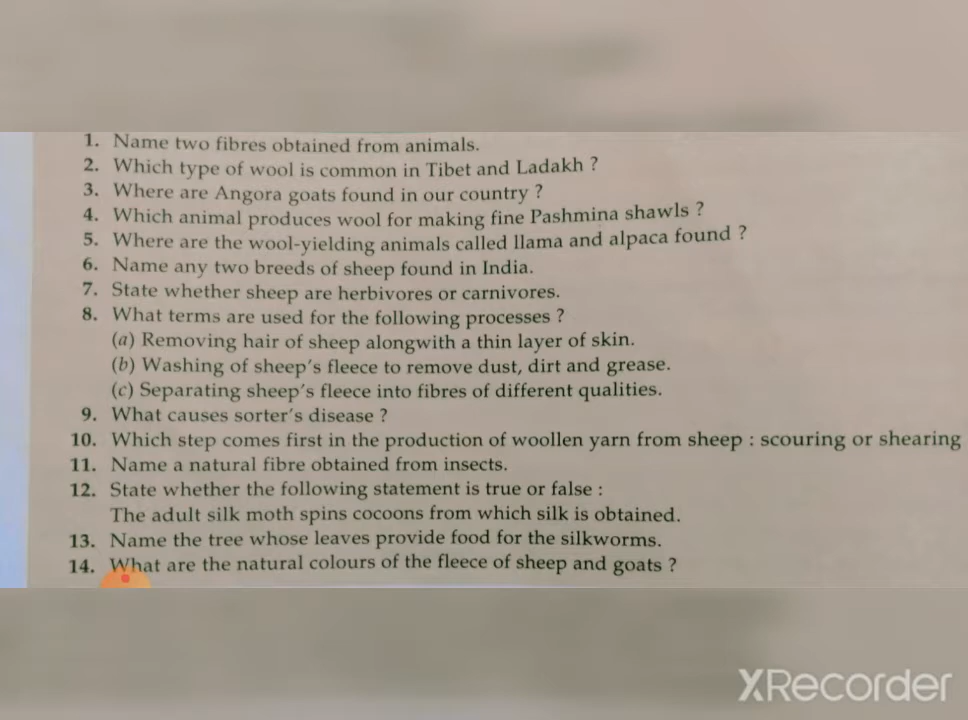 1. Name two fibres obtained from animals.
2. Which type of wool is common in Tibet and Ladakh ?
3. Where are Angora goats found in our country ?
4. Which animal produces wool for making fine Pashmina shawls ?
5. Where are the wool-yielding animals called llama and alpaca found ?
6. Name any two breeds of sheep found in India.
7. State whether sheep are herbivores or carnivores.
8. What terms are used for the following processes ?
(a) Removing hair of sheep alongwith a thin layer of skin.
(b) Washing of sheep's fleece to remove dust, dirt and grease.
(c) Separating sheep's fleece into fibres of different qualities.
9. What causes sorter's disease ?
10. Which step comes first in the production of woollen yarn from sheep : scouring or shearing
11. Name a natural fibre obtained from insects.
12. State whether the following statement is true or false :
The adult silk moth spins cocoons from which silk is obtained.
13. Name the tree whose leaves provide food for the silkworms.
14. What are the natural colours of the fleece of sheep and goats ?
XRecorder